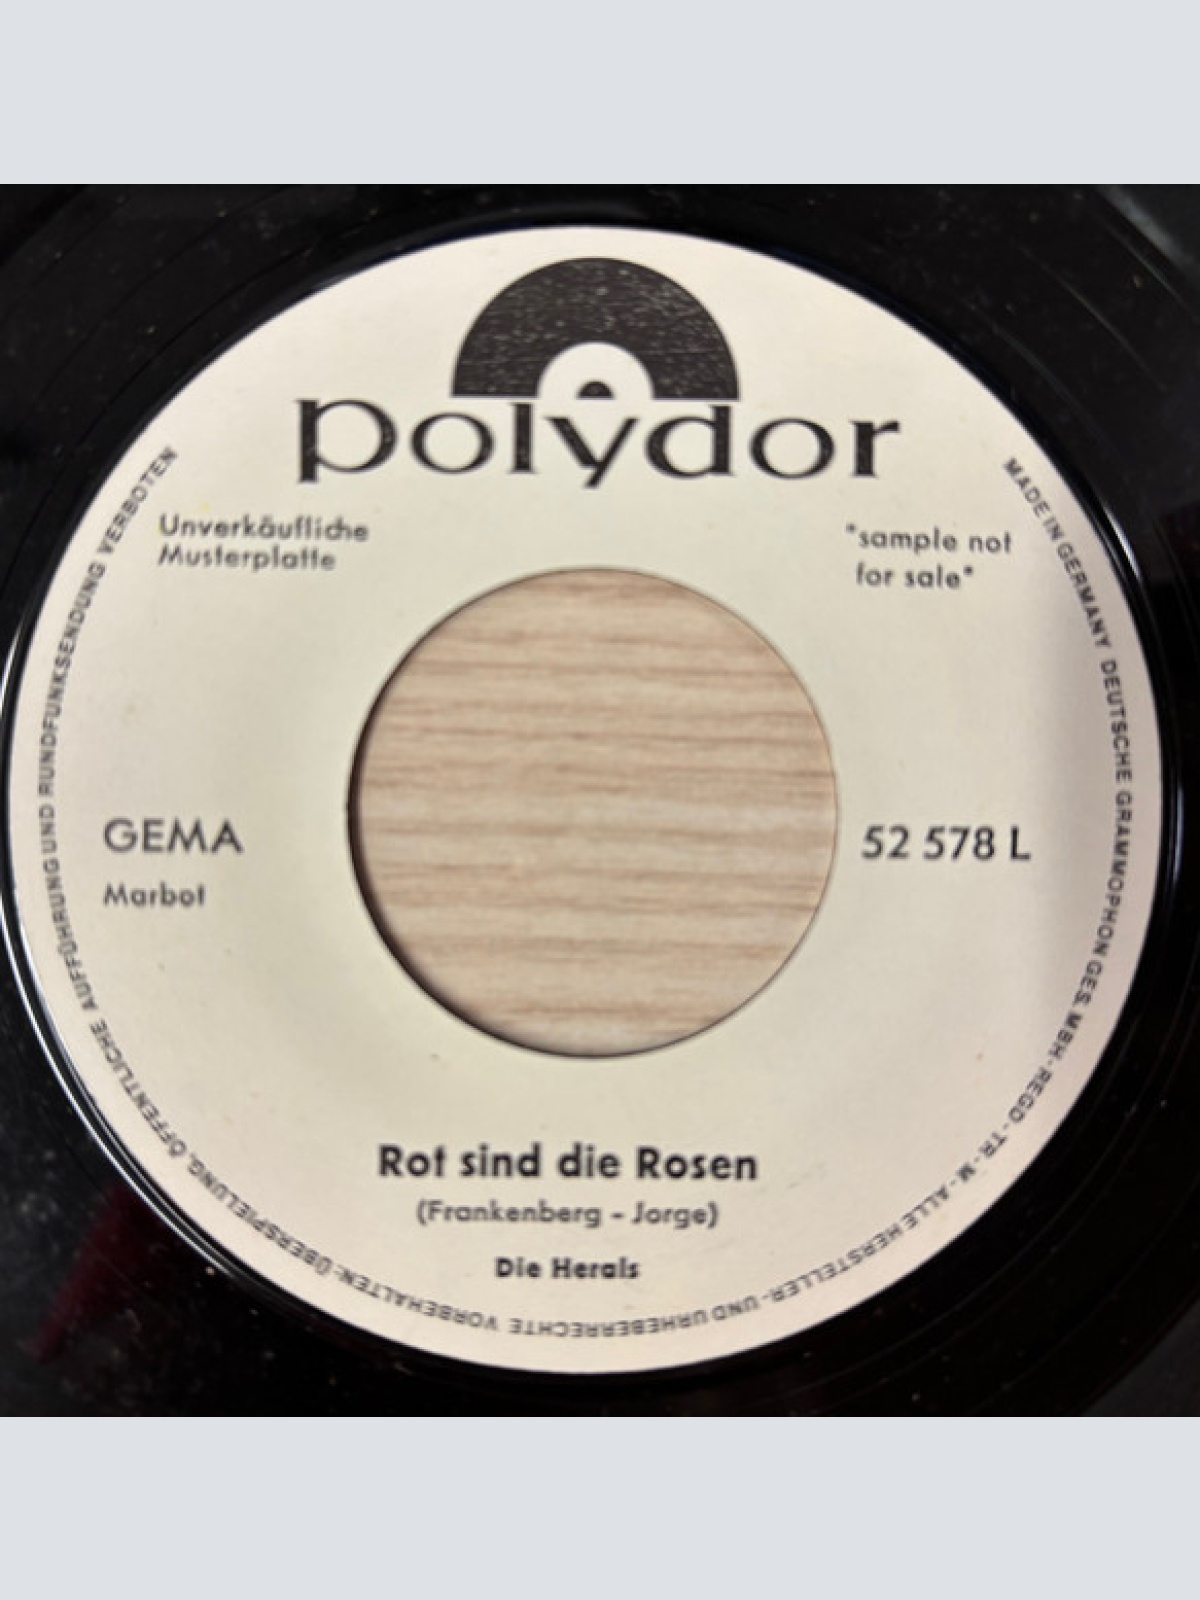 polydor
Unverkäufliche
Musterplatte
"sample not
for sale"
GEMA
Marbot
52 578 L
Rot sind die Rosen
(Frankenberg - Jorge)
Die Herals
MADE IN GERMANY DEUTSCHE GRAMMOPHON GES. MBH - REGD - TR - M - ALLE HERSTELLER- UND URHEBERRECHTE VORBEHALTEN - ÜBERSPIELUNG, ÖFFENTLICHE AUFFÜHRUNG UND RUNDFUNKSENDUNG VERBOTEN